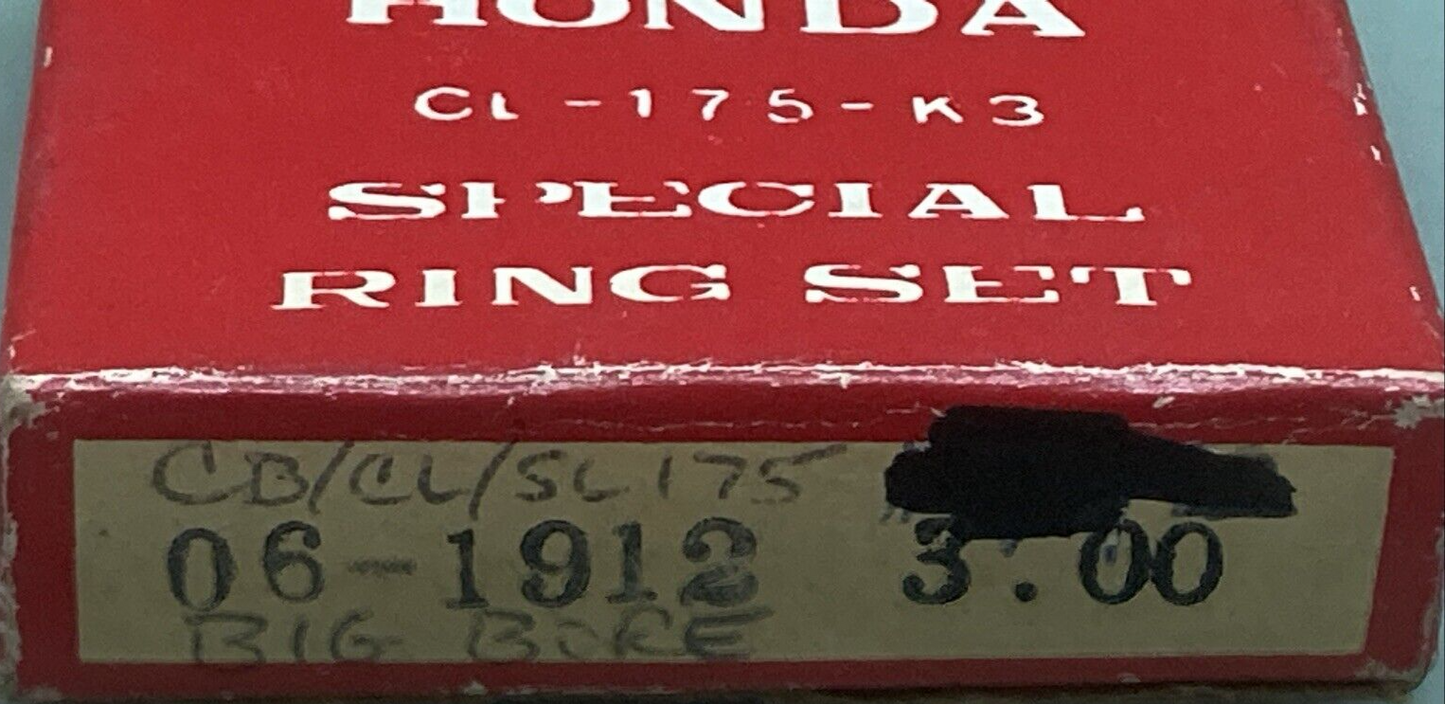 HONDA
CL-175-K3
SPECIAL
RING SET
CB/CL/SL175
06-1912 3.00
BIG BORE